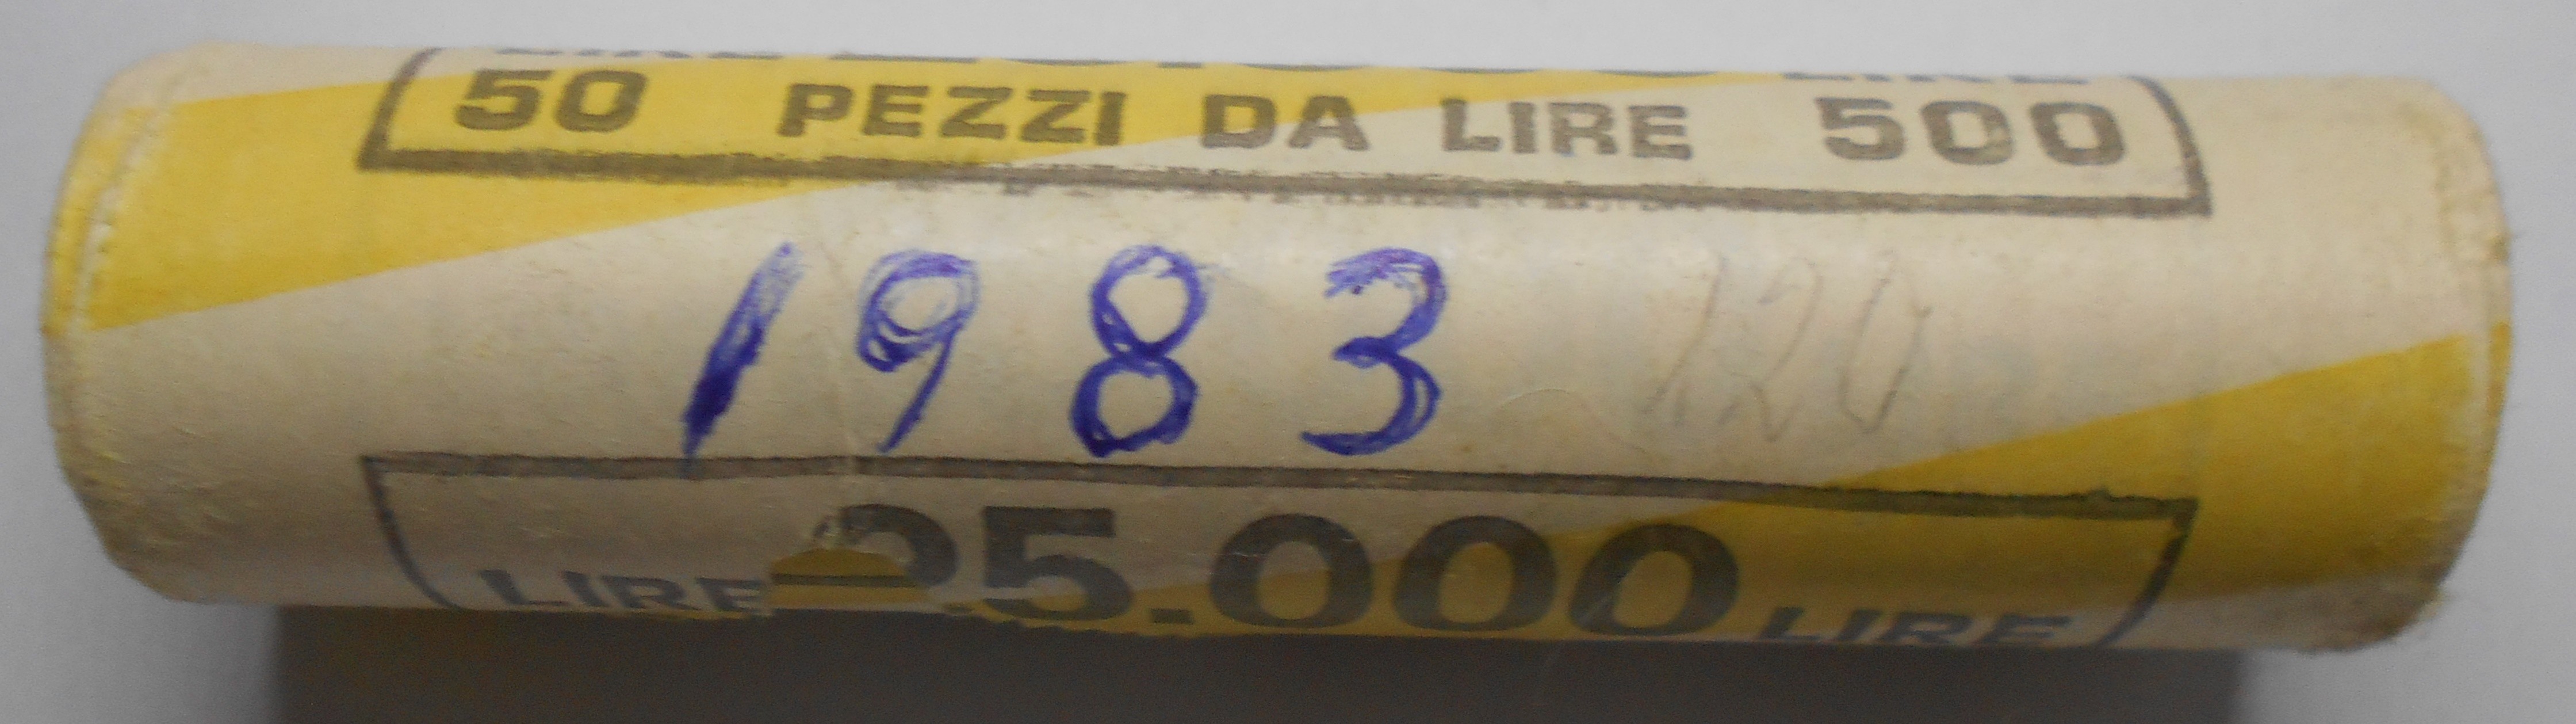 50 PEZZI DA LIRE 500
1983 120
LIRE 25.000 LIRE